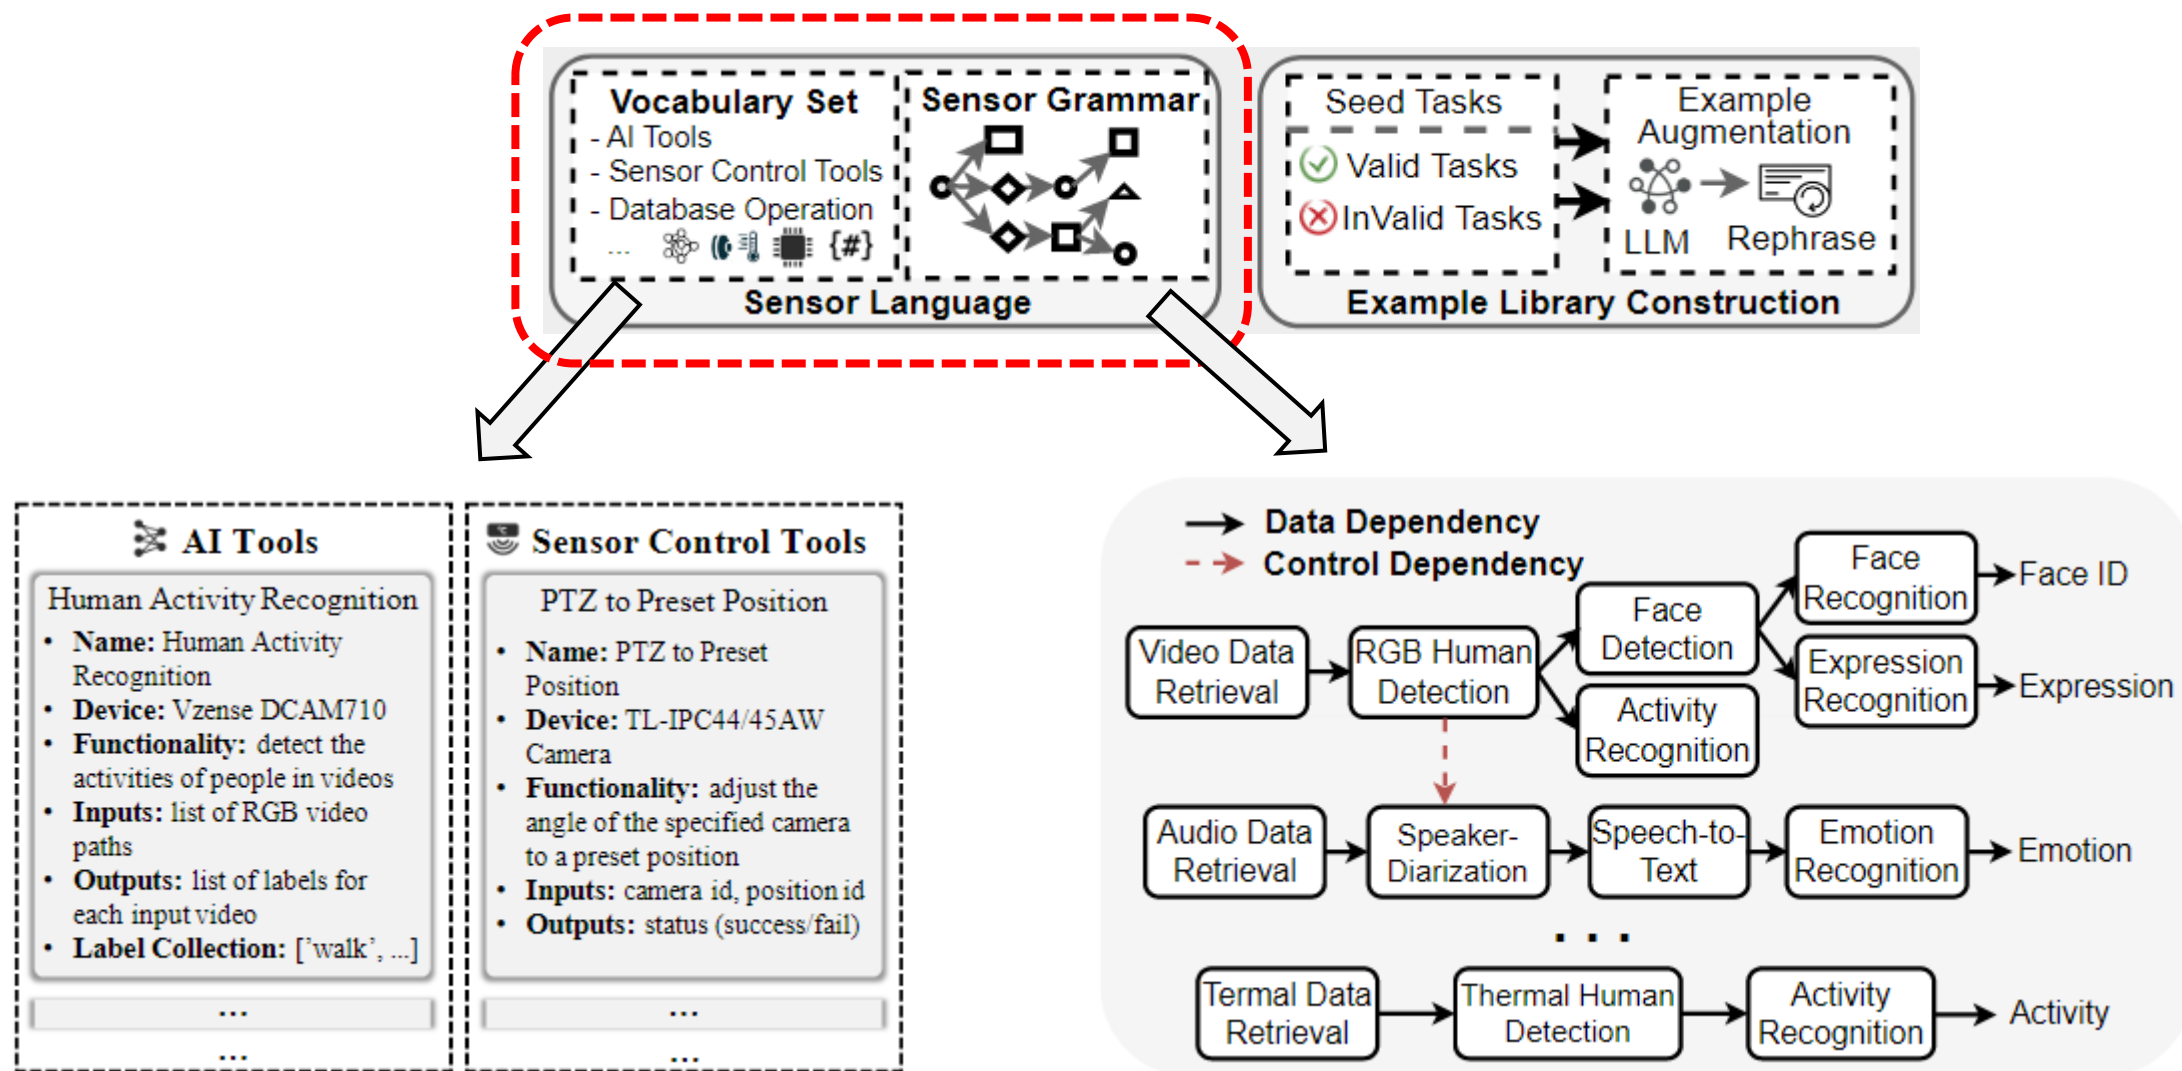 Vocabulary Set
- AI Tools
- Sensor Control Tools
- Database Operation
...
{#}
Sensor Grammar
Sensor Language
Seed Tasks
Valid Tasks
InValid Tasks
Example
Augmentation
LLM
Rephrase
Example Library Construction
AI Tools
Human Activity Recognition
• Name: Human Activity
Recognition
• Device: Vzense DCAM710
• Functionality: detect the
activities of people in videos
• Inputs: list of RGB video
paths
• Outputs: list of labels for
each input video
• Label Collection: ['walk', ...]
...
...
Sensor Control Tools
PTZ to Preset Position
• Name: PTZ to Preset
Position
• Device: TL-IPC44/45AW
Camera
• Functionality: adjust the
angle of the specified camera
to a preset position
• Inputs: camera id, position id
• Outputs: status (success/fail)
...
...
Data Dependency
Control Dependency
Video Data
Retrieval
RGB Human
Detection
Face
Detection
Activity
Recognition
Face
Recognition
Face ID
Expression
Recognition
Expression
Audio Data
Retrieval
Speaker-
Diarization
Speech-to-
Text
Emotion
Recognition
Emotion
. . .
Termal Data
Retrieval
Thermal Human
Detection
Activity
Recognition
Activity